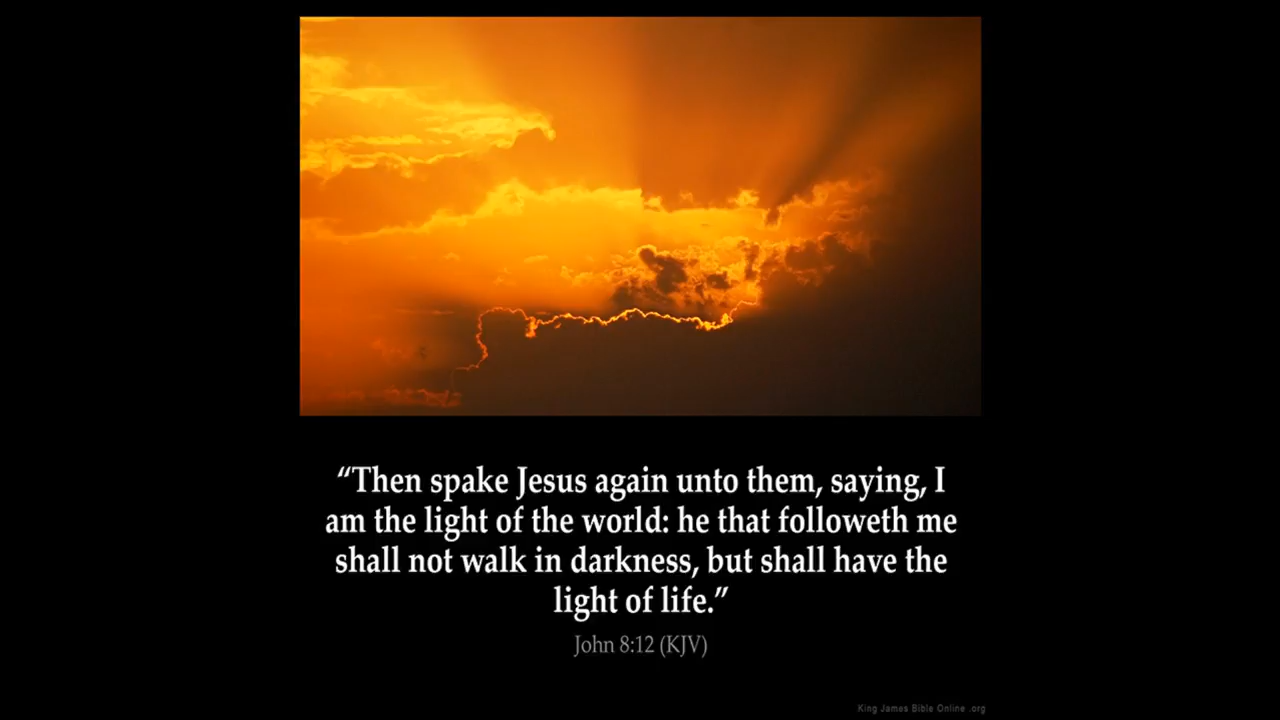 “Then spake Jesus again unto them, saying, I
am the light of the world: he that followeth me
shall not walk in darkness, but shall have the
light of life.”
John 8:12 (KJV)
King James Bible Online .org